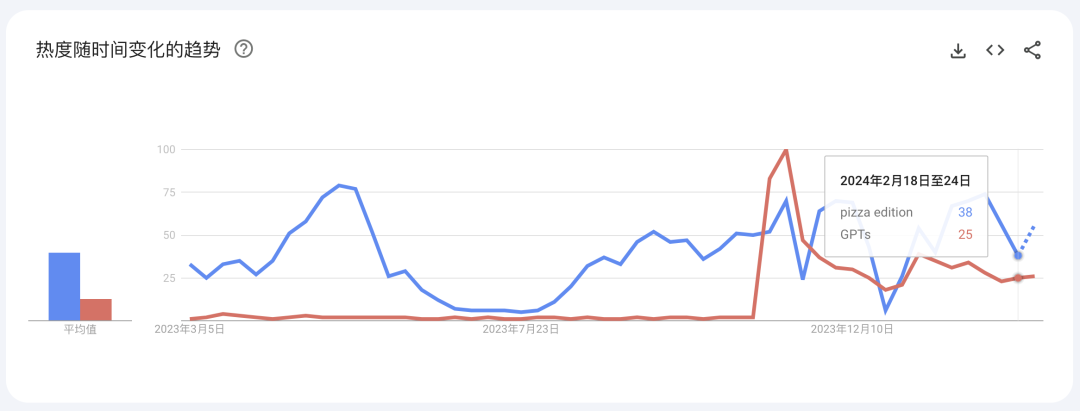 热度随时间变化的趋势
100
75
50
25
2024年2月18日至24日
pizza edition 38
GPTs 25
平均值
2023年3月5日
2023年7月23日
2023年12月10日